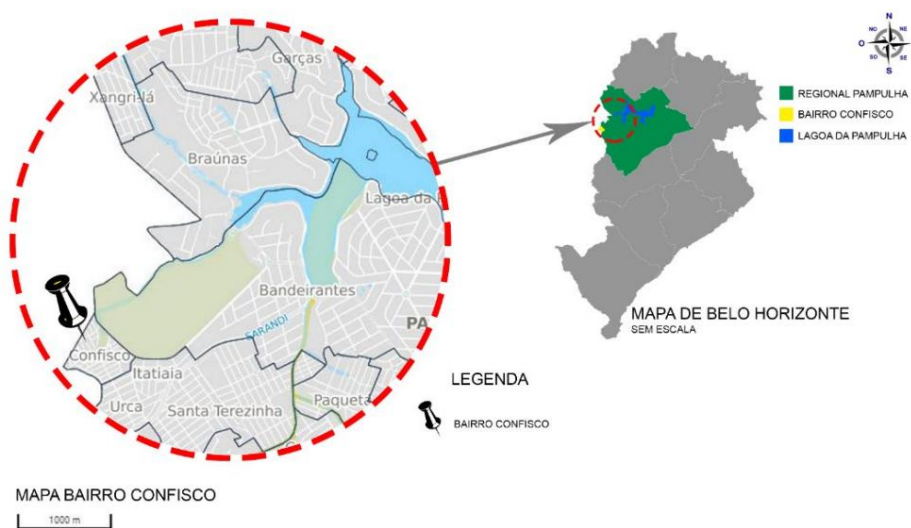 Garças
Xangri-lá
Braúnas
Lagoa da
Bandeirantes
PA
SARANDI
Confisco
Itatiaia
Urca
Santa Terezinha
Paqueta
LEGENDA
BAIRRO CONFISCO
MAPA BAIRRO CONFISCO
1000 m
N
NO
NE
O
E
SO
SE
S
REGIONAL PAMPULHA
BAIRRO CONFISCO
LAGOA DA PAMPULHA
MAPA DE BELO HORIZONTE
SEM ESCALA